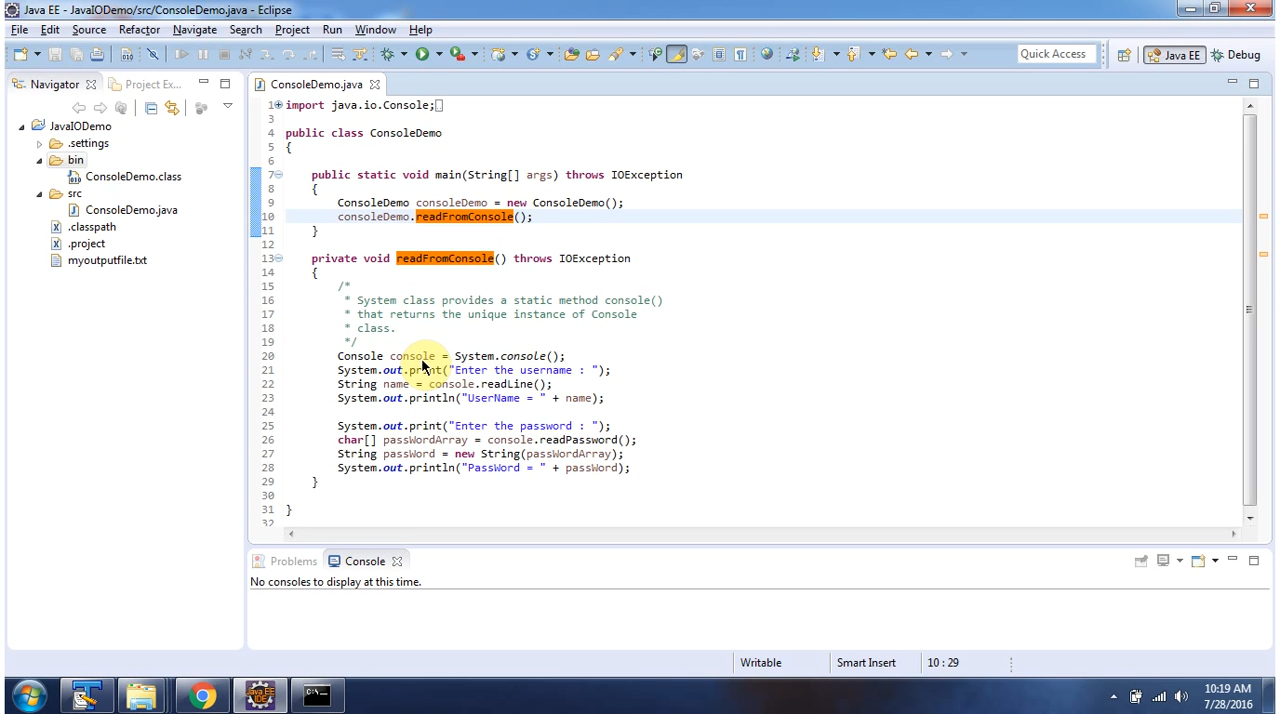 Java EE - JavaIODemo/src/ConsoleDemo.java - Eclipse
File Edit Source Refactor Navigate Search Project Run Window Help
Quick Access Java EE Debug
Navigator Project Ex... ConsoleDemo.java
JavaIODemo
.settings
bin
ConsoleDemo.class
src
ConsoleDemo.java
.classpath
.project
myoutputfile.txt
1 import java.io.Console;
3
4 public class ConsoleDemo
5 {
6
7 public static void main(String[] args) throws IOException
8 {
9 ConsoleDemo consoleDemo = new ConsoleDemo();
10 consoleDemo.readFromConsole();
11 }
12
13 private void readFromConsole() throws IOException
14 {
15 /*
16 * System class provides a static method console()
17 * that returns the unique instance of Console
18 * class.
19 */
20 Console console = System.console();
21 System.out.print("Enter the username : ");
22 String name = console.readLine();
23 System.out.println("UserName = " + name);
24
25 System.out.print("Enter the password : ");
26 char[] passWordArray = console.readPassword();
27 String passWord = new String(passWordArray);
28 System.out.println("PassWord = " + passWord);
29 }
30
31 }
32
Problems Console
No consoles to display at this time.
Writable Smart Insert 10 : 29
Java EE IDE
10:19 AM
7/28/2016